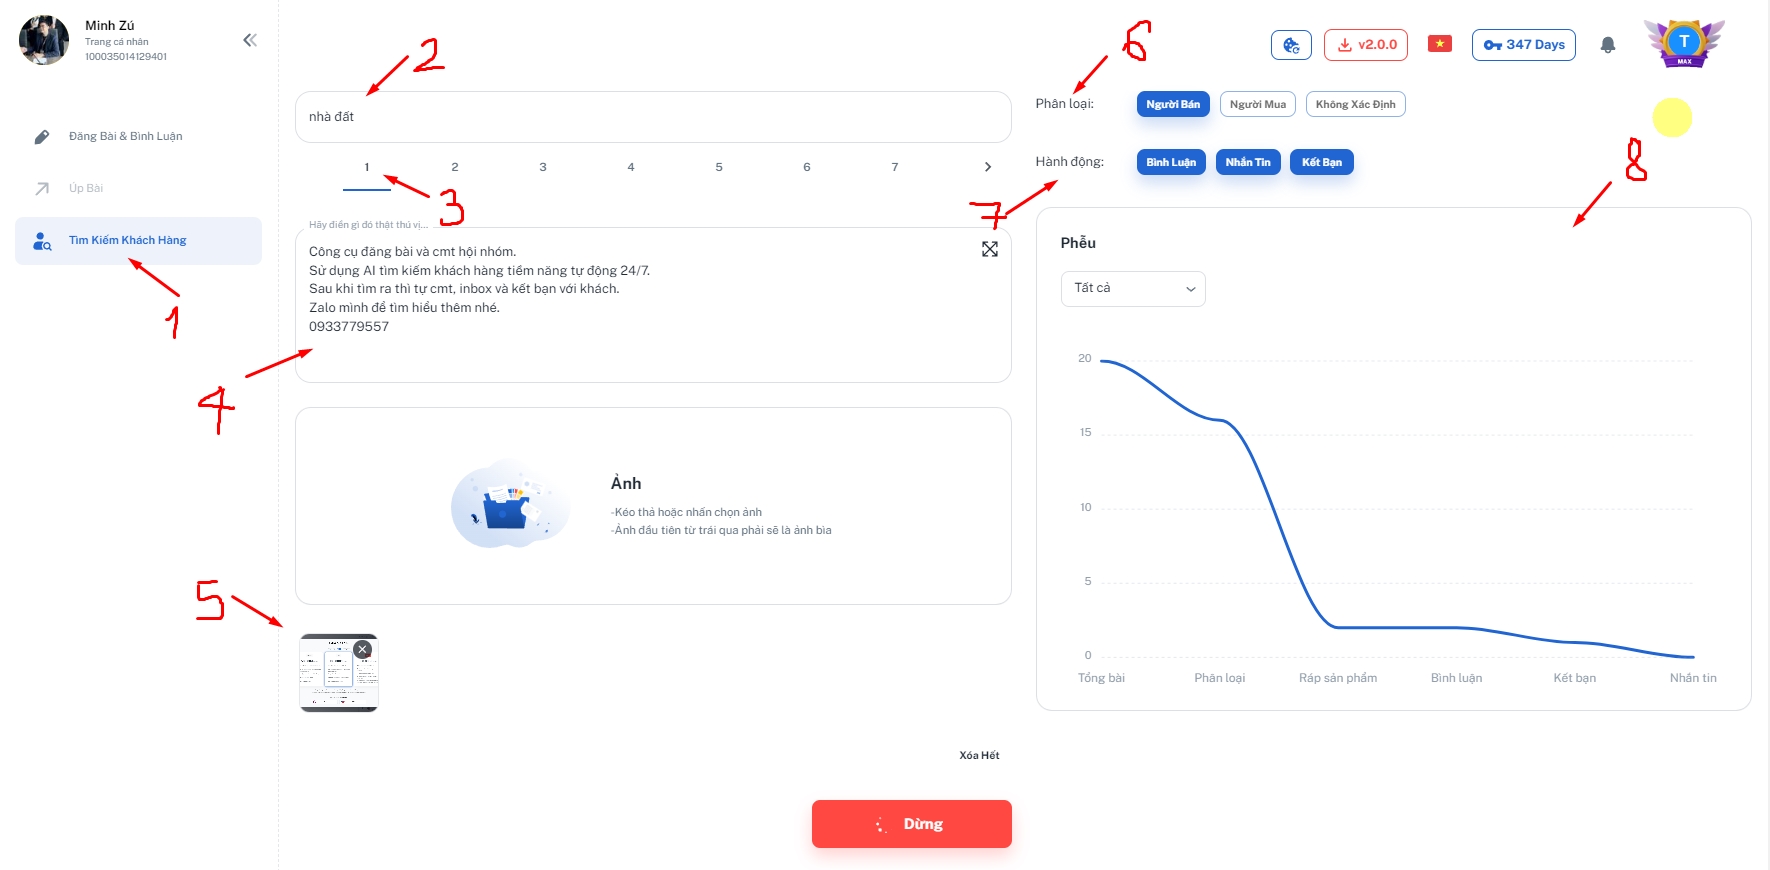 Minh Zú
Trang cá nhân
100035014129401
Đăng Bài & Bình Luận
Úp Bài
Tìm Kiếm Khách Hàng
1
2
nhà đất
1 2 3 4 5 6 7
3
Hãy điền gì đó thật thú vị...
Công cụ đăng bài và cmt hội nhóm.
Sử dụng AI tìm kiếm khách hàng tiềm năng tự động 24/7.
Sau khi tìm ra thì tự cmt, inbox và kết bạn với khách.
Zalo mình để tìm hiểu thêm nhé.
0933779557
4
Ảnh
-Kéo thả hoặc nhấn chọn ảnh
-Ảnh đầu tiên từ trái qua phải sẽ là ảnh bìa
5
Xóa Hết
Dừng
6
v2.0.0
347 Days
T
MAX
Phân loại: Người Bán Người Mua Không Xác Định
Hành động: Bình Luận Nhắn Tin Kết Bạn
7
8
Phễu
Tất cả
20
15
10
5
0
Tổng bài Phân loại Ráp sản phẩm Bình luận Kết bạn Nhắn tin